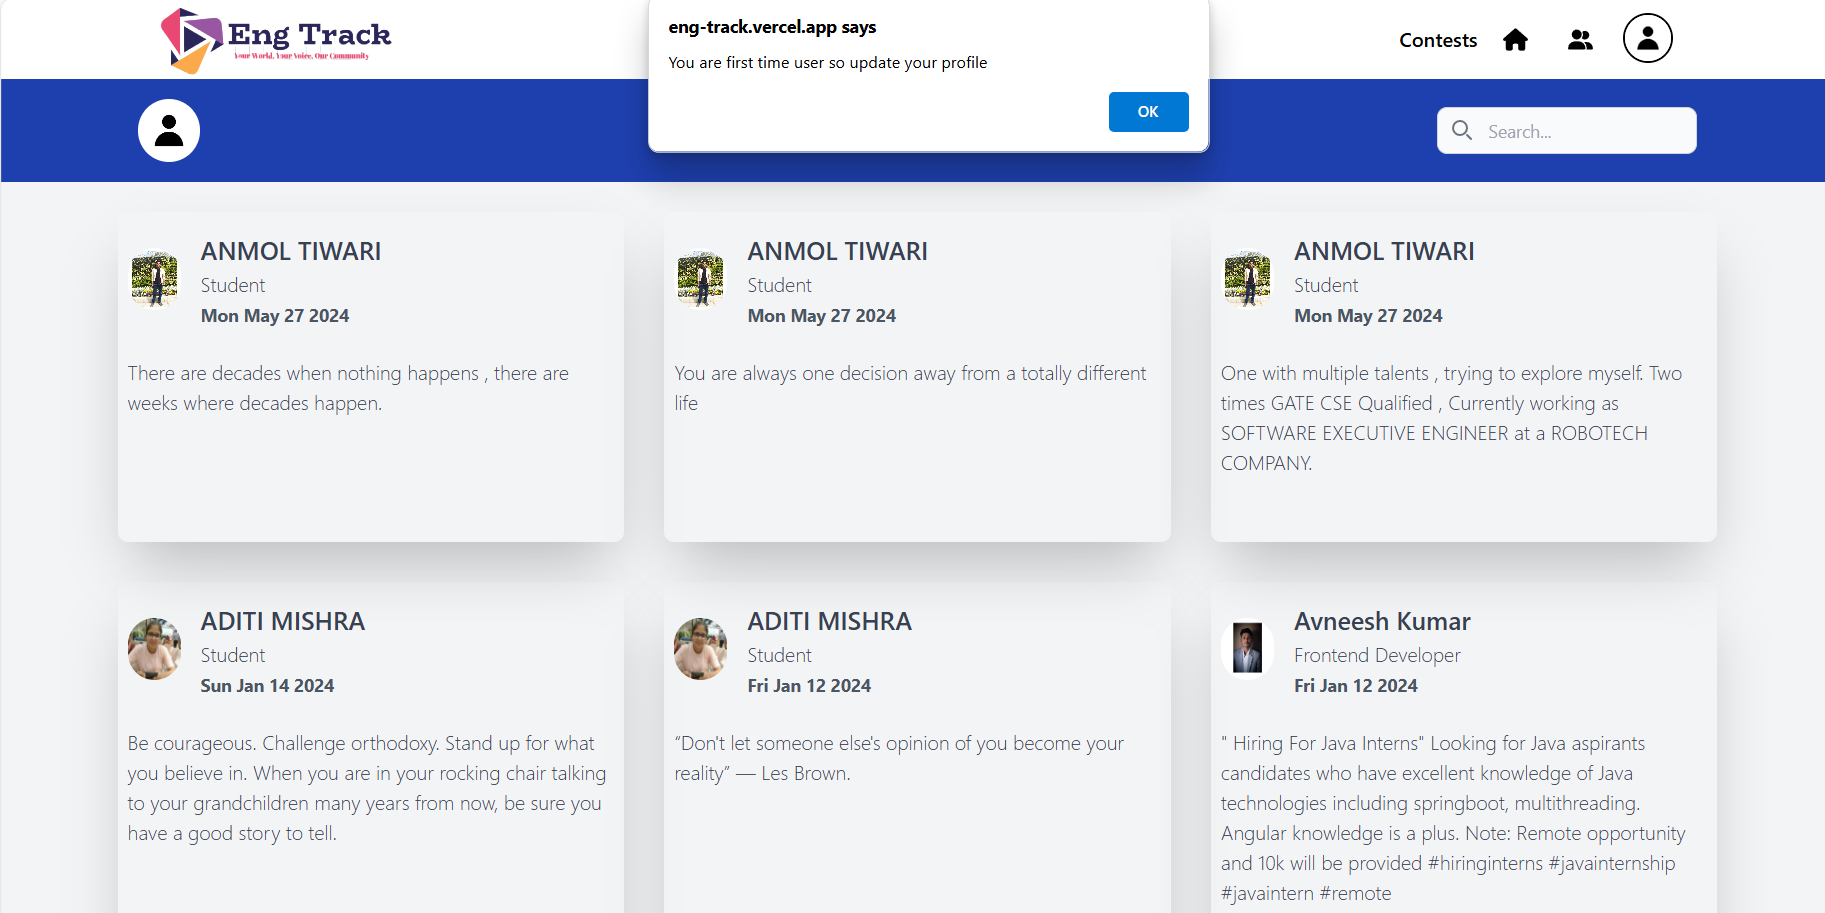 Eng Track
Your World, Your Voice, Our Community
eng-track.vercel.app says
You are first time user so update your profile
OK
Contests
Search...
ANMOL TIWARI
Student
Mon May 27 2024
There are decades when nothing happens , there are
weeks where decades happen.
ANMOL TIWARI
Student
Mon May 27 2024
You are always one decision away from a totally different
life
ANMOL TIWARI
Student
Mon May 27 2024
One with multiple talents , trying to explore myself. Two
times GATE CSE Qualified , Currently working as
SOFTWARE EXECUTIVE ENGINEER at a ROBOTECH
COMPANY.
ADITI MISHRA
Student
Sun Jan 14 2024
Be courageous. Challenge orthodoxy. Stand up for what
you believe in. When you are in your rocking chair talking
to your grandchildren many years from now, be sure you
have a good story to tell.
ADITI MISHRA
Student
Fri Jan 12 2024
“Don't let someone else's opinion of you become your
reality” — Les Brown.
Avneesh Kumar
Frontend Developer
Fri Jan 12 2024
" Hiring For Java Interns" Looking for Java aspirants
candidates who have excellent knowledge of Java
technologies including springboot, multithreading.
Angular knowledge is a plus. Note: Remote opportunity
and 10k will be provided #hiringinterns #javainternship
#javaintern #remote